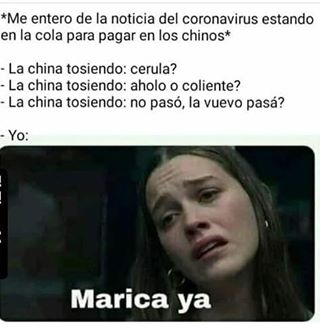 *Me entero de la noticia del coronavirus estando
en la cola para pagar en los chinos*
- La china tosiendo: cerula?
- La china tosiendo: aholo o coliente?
- La china tosiendo: no pasó, la vuevo pasá?
- Yo:
Marica ya